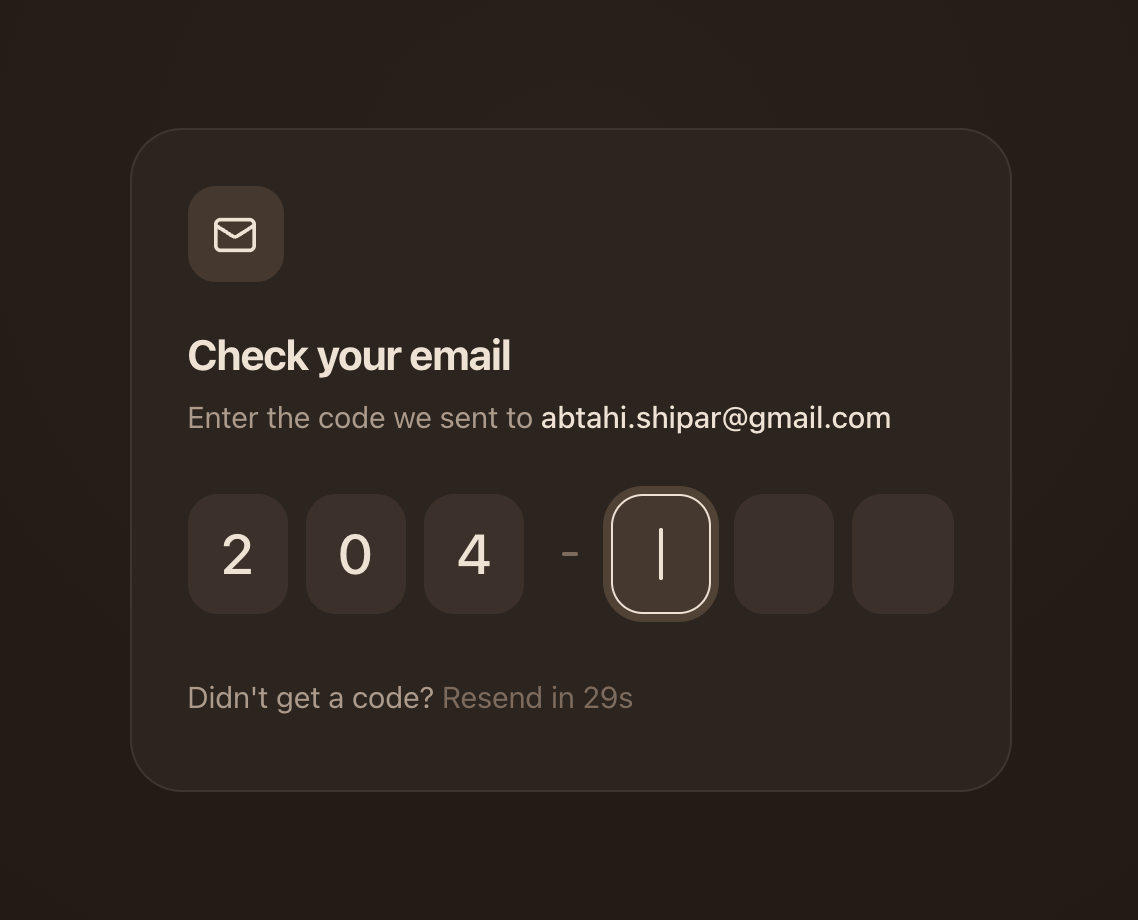 Check your email
Enter the code we sent to abtahi.shipar@gmail.com
2 0 4 -
Didn't get a code? Resend in 29s